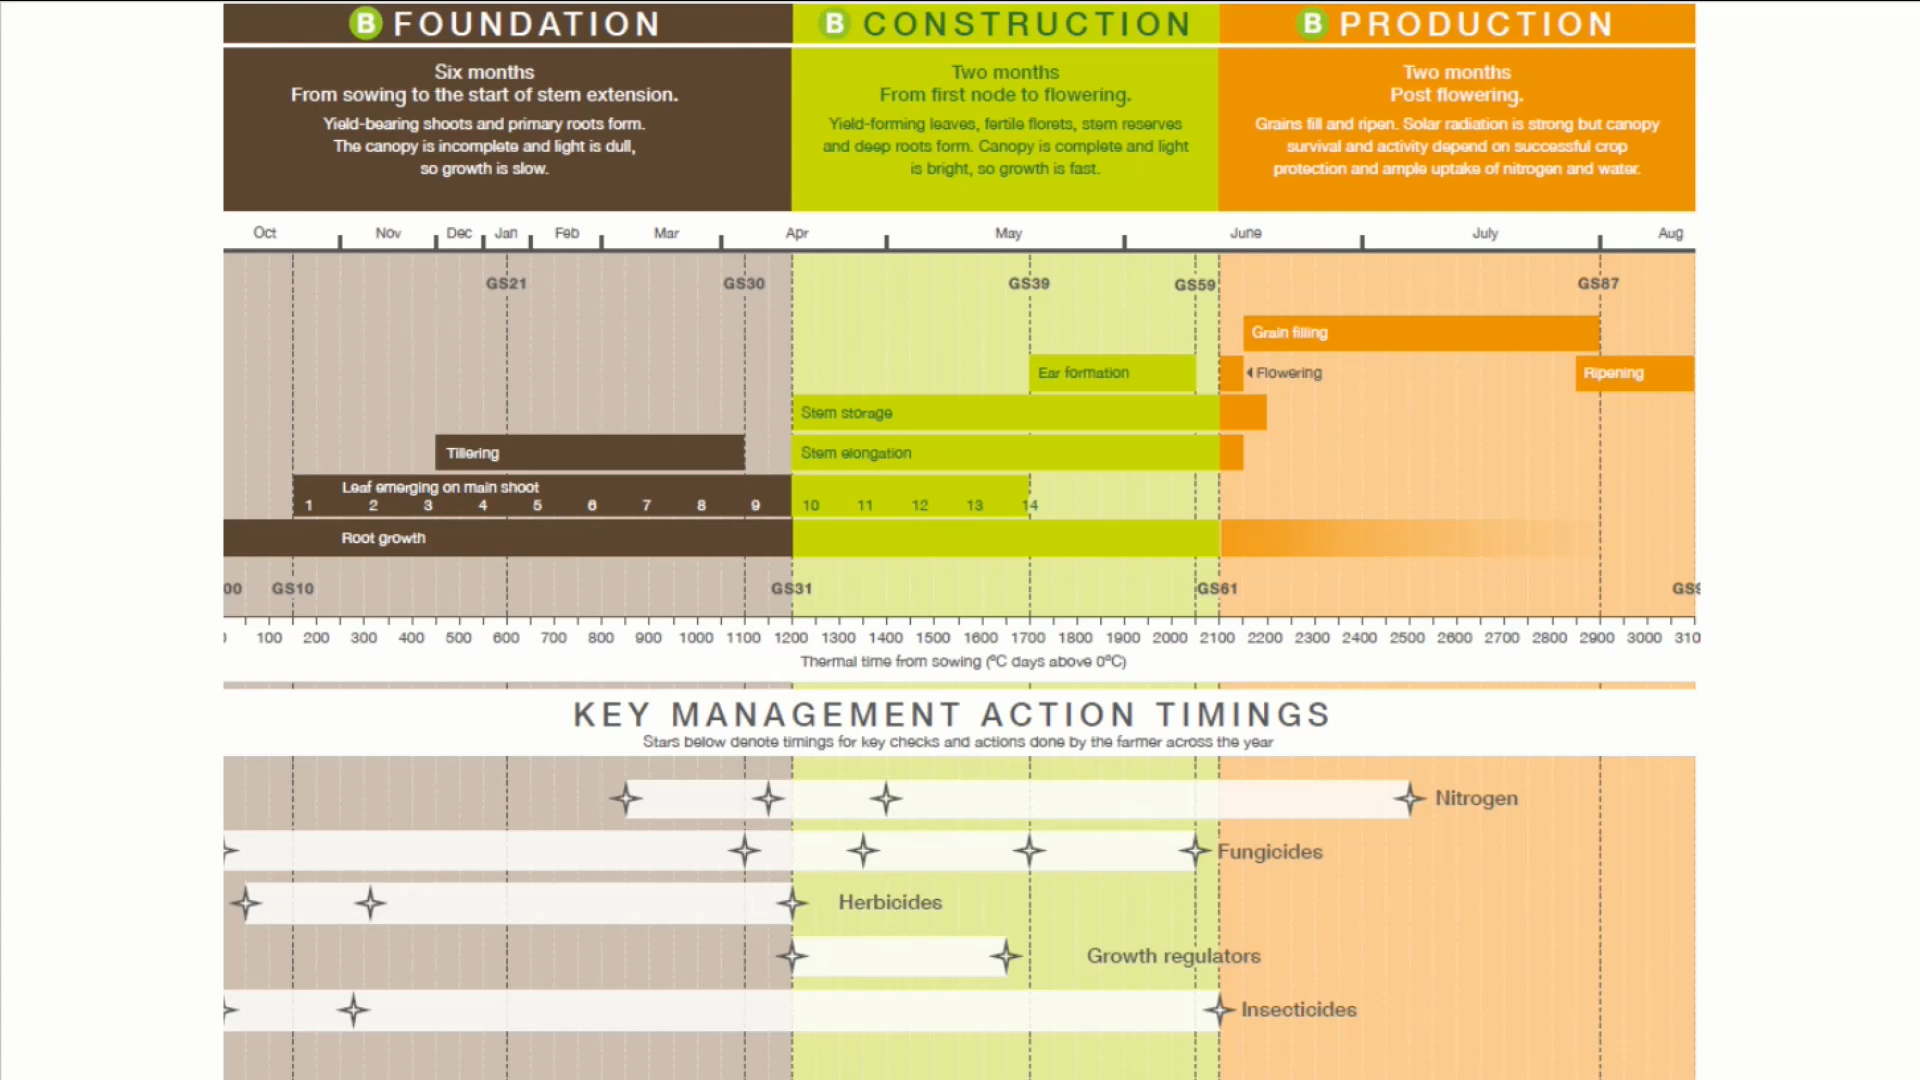 B FOUNDATION
B CONSTRUCTION
B PRODUCTION
Six months
From sowing to the start of stem extension.
Yield-bearing shoots and primary roots form.
The canopy is incomplete and light is dull,
so growth is slow.
Two months
From first node to flowering.
Yield-forming leaves, fertile florets, stem reserves
and deep roots form. Canopy is complete and light
is bright, so growth is fast.
Two months
Post flowering.
Grains fill and ripen. Solar radiation is strong but canopy
survival and activity depend on successful crop
protection and ample uptake of nitrogen and water.
Oct Nov Dec Jan Feb Mar Apr May June July Aug
GS21 GS30 GS39 GS59 GS87
Grain filling
Ear formation
Flowering
Ripening
Stem storage
Tillering
Stem elongation
Leaf emerging on main shoot
1 2 3 4 5 6 7 8 9 10 11 12 13 14
Root growth
00 GS10 GS31 GS61 GS9
100 200 300 400 500 600 700 800 900 1000 1100 1200 1300 1400 1500 1600 1700 1800 1900 2000 2100 2200 2300 2400 2500 2600 2700 2800 2900 3000 310
Thermal time from sowing (ºC days above 0ºC)
KEY MANAGEMENT ACTION TIMINGS
Stars below denote timings for key checks and actions done by the farmer across the year
Nitrogen
Fungicides
Herbicides
Growth regulators
Insecticides